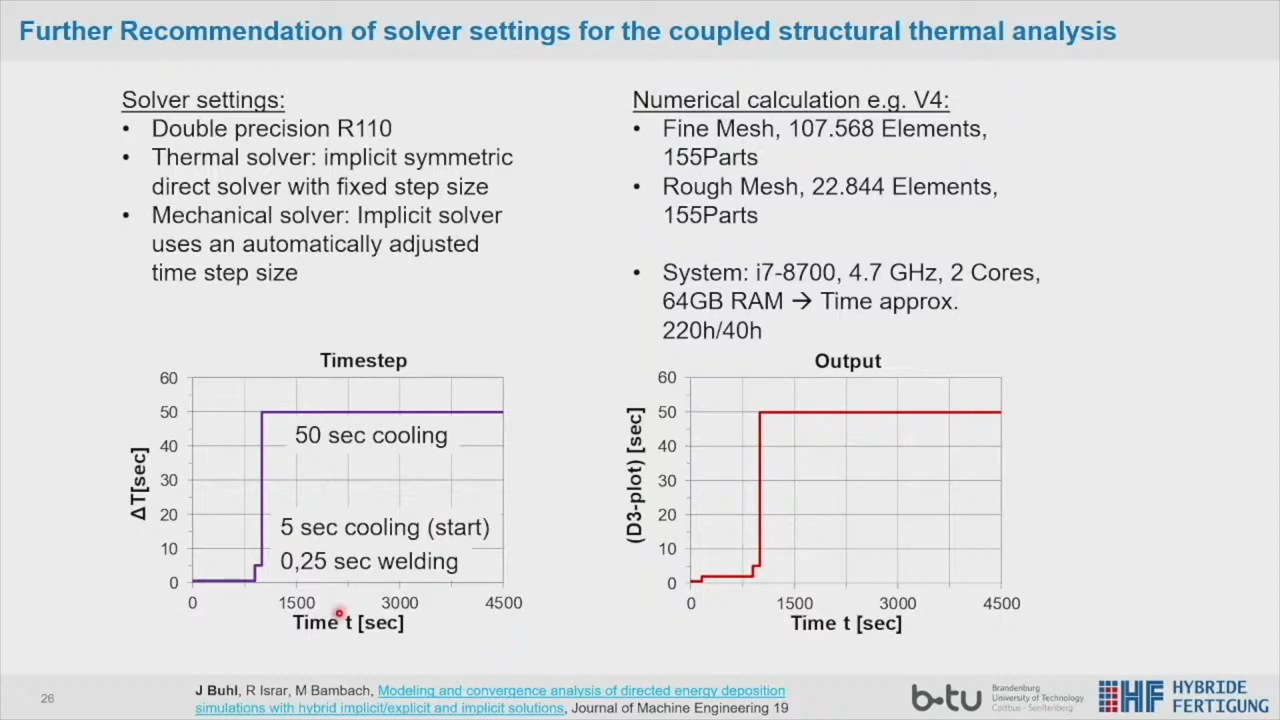 Further Recommendation of solver settings for the coupled structural thermal analysis
Solver settings:
• Double precision R110
• Thermal solver: implicit symmetric
direct solver with fixed step size
• Mechanical solver: Implicit solver
uses an automatically adjusted
time step size
Numerical calculation e.g. V4:
• Fine Mesh, 107.568 Elements,
155Parts
• Rough Mesh, 22.844 Elements,
155Parts
• System: i7-8700, 4.7 GHz, 2 Cores,
64GB RAM → Time approx.
220h/40h
Timestep
60
50
40
30
20
10
0
ΔT[sec]
50 sec cooling
5 sec cooling (start)
0,25 sec welding
0 1500 3000 4500
Time t [sec]
Output
60
50
40
30
20
10
0
(D3-plot) [sec]
0 1500 3000 4500
Time t [sec]
26
J Buhl, R Israr, M Bambach, Modeling and convergence analysis of directed energy deposition
simulations with hybrid implicit/explicit and implicit solutions, Journal of Machine Engineering 19
b-tu
Brandenburg
University of Technology
Cottbus - Senftenberg
HF
HYBRIDE
FERTIGUNG